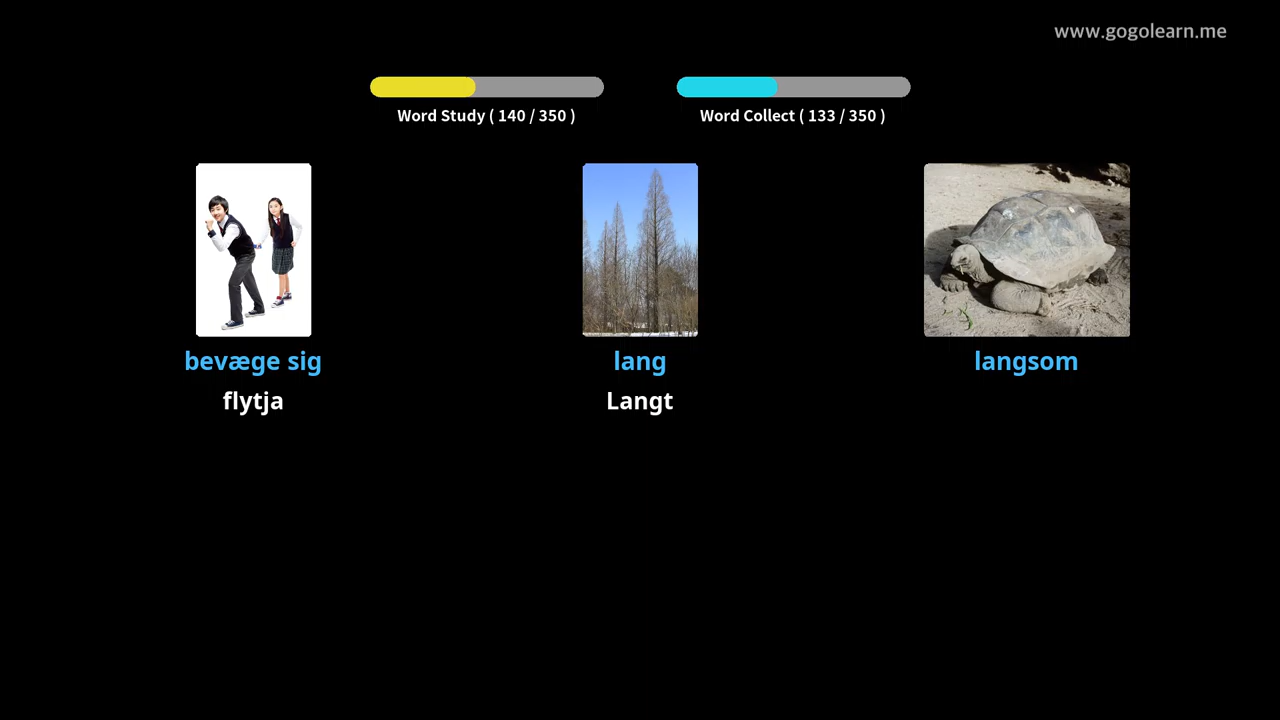 www.gogolearn.me
Word Study ( 140 / 350 )
Word Collect ( 133 / 350 )
bevæge sig
lang
langsom
flytja
Langt